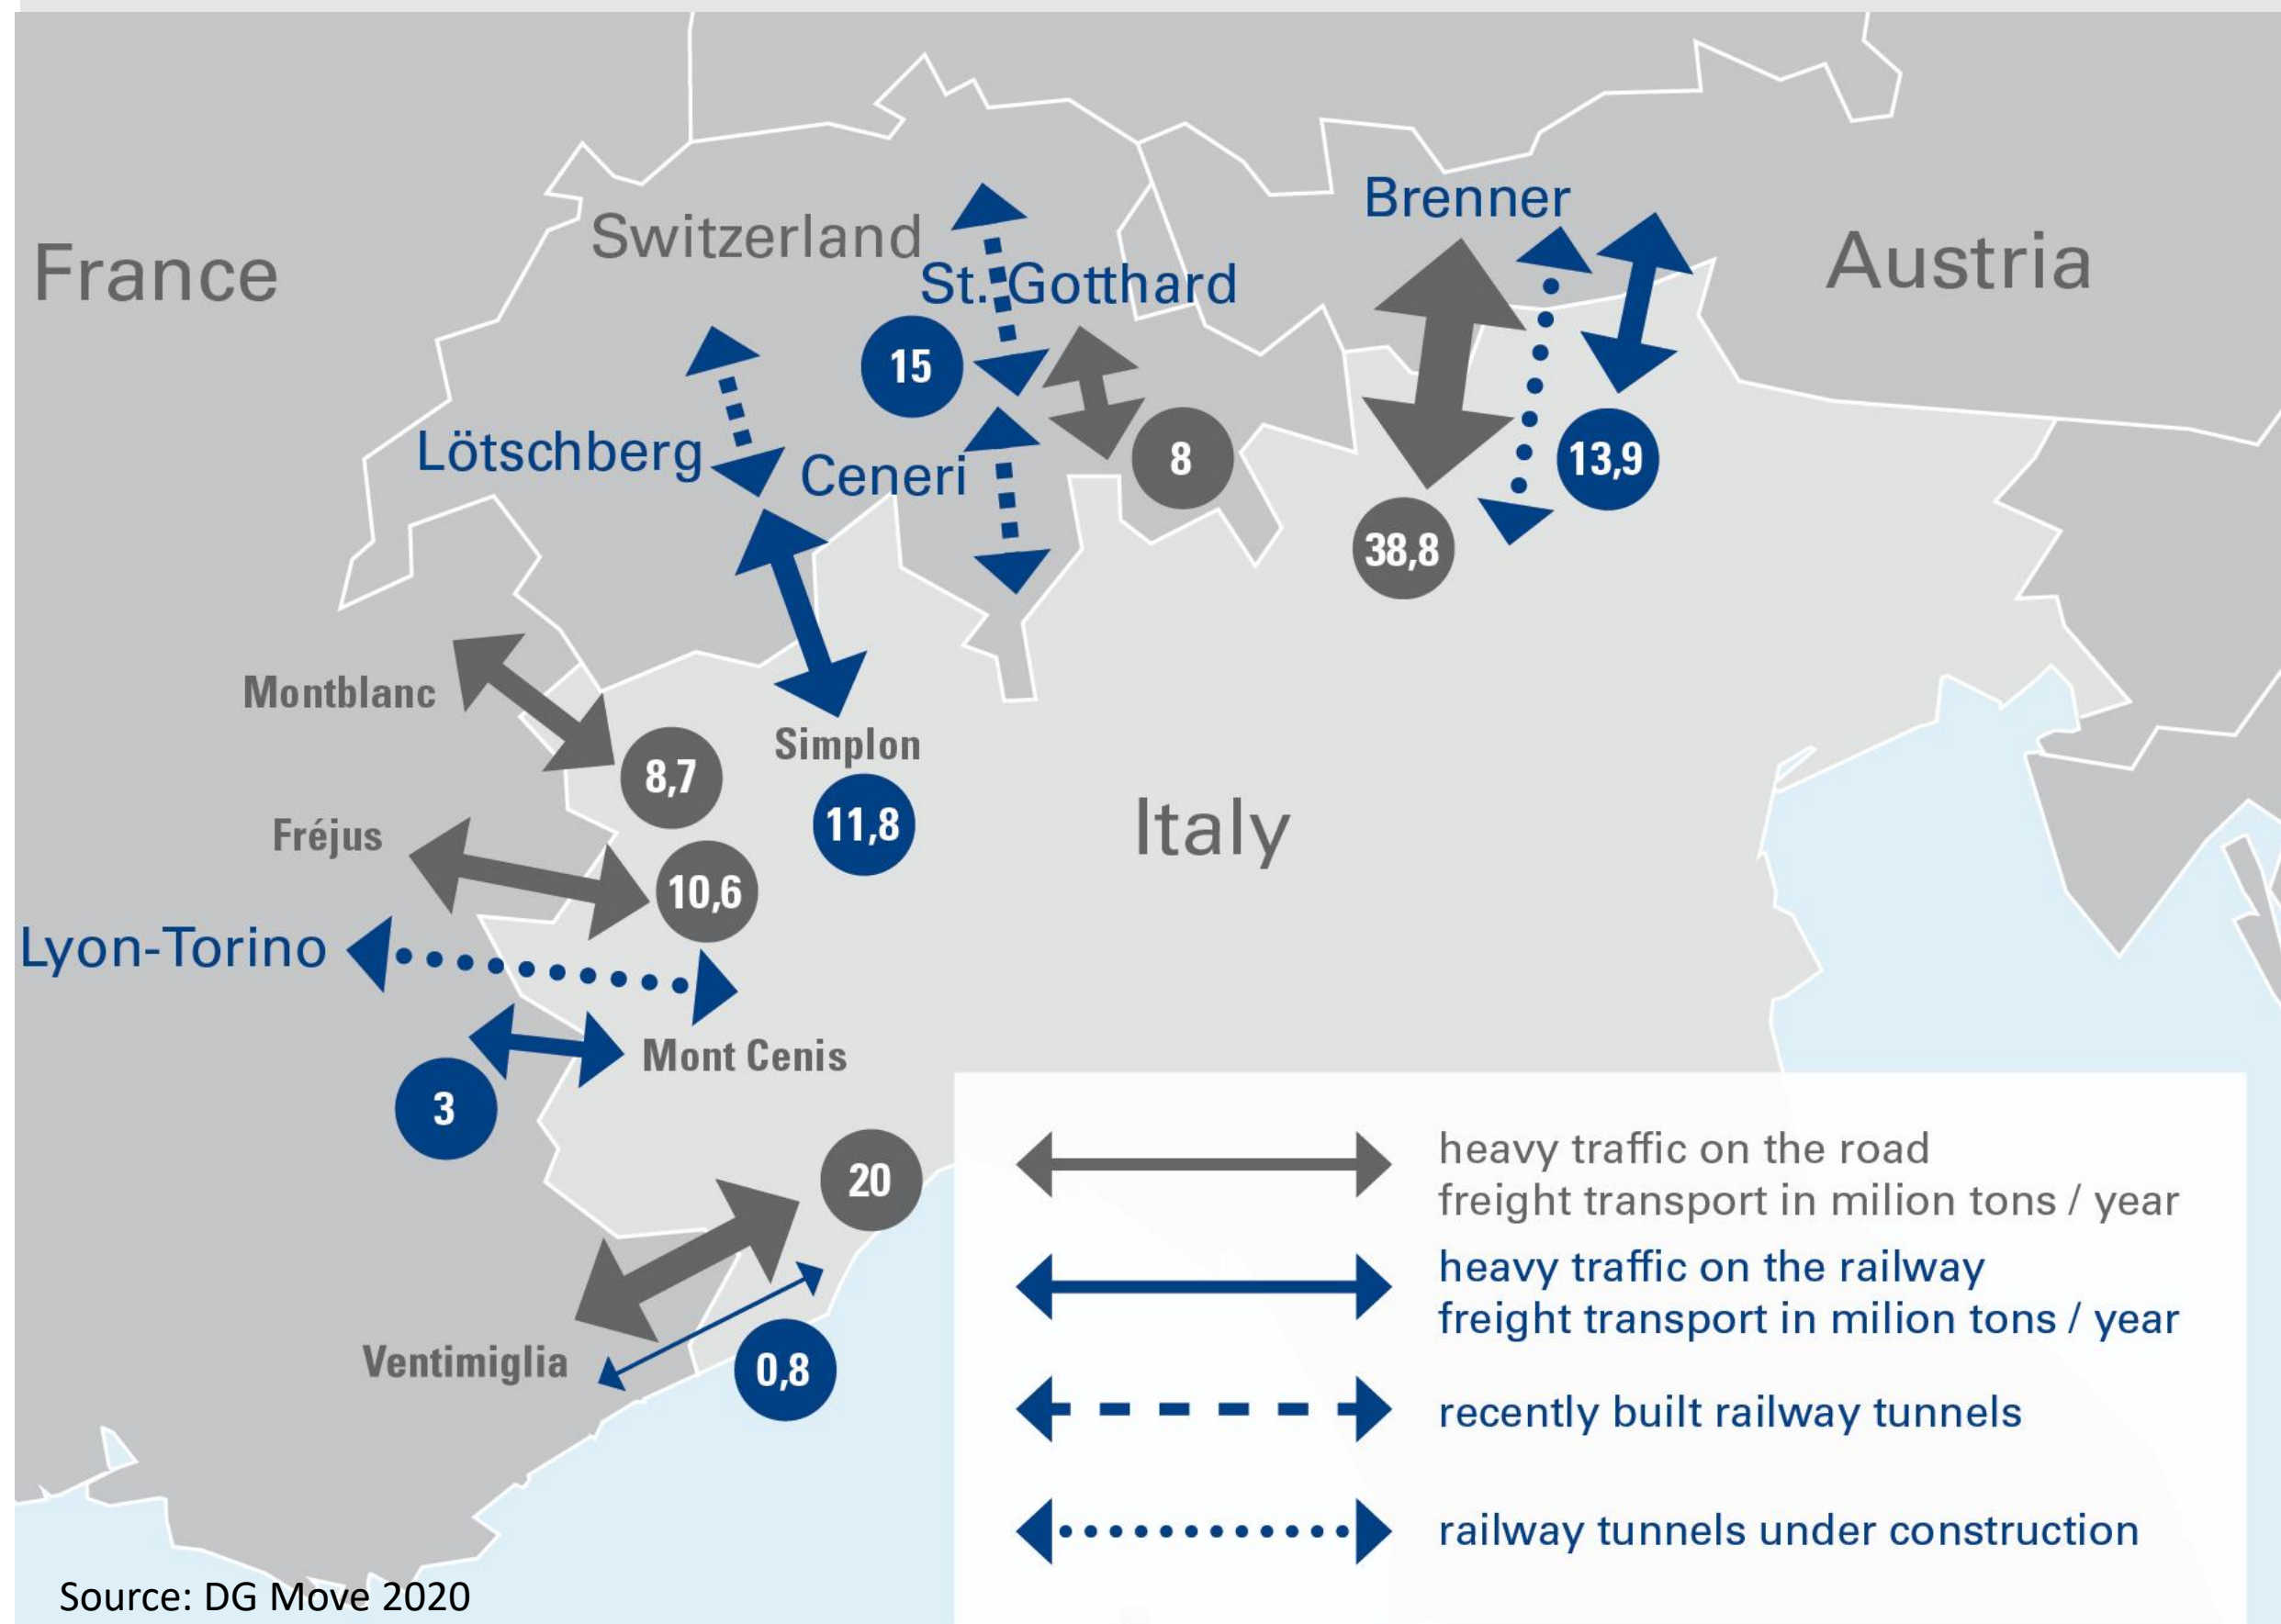 France
Switzerland
St. Gotthard
Brenner
Austria
15
8
Lötschberg
Ceneri
13,9
38,8
Montblanc
8,7
Simplon
11,8
Fréjus
10,6
Italy
Lyon-Torino
Mont Cenis
3
20
Ventimiglia
0,8
heavy traffic on the road
freight transport in milion tons / year
heavy traffic on the railway
freight transport in milion tons / year
recently built railway tunnels
railway tunnels under construction
Source: DG Move 2020